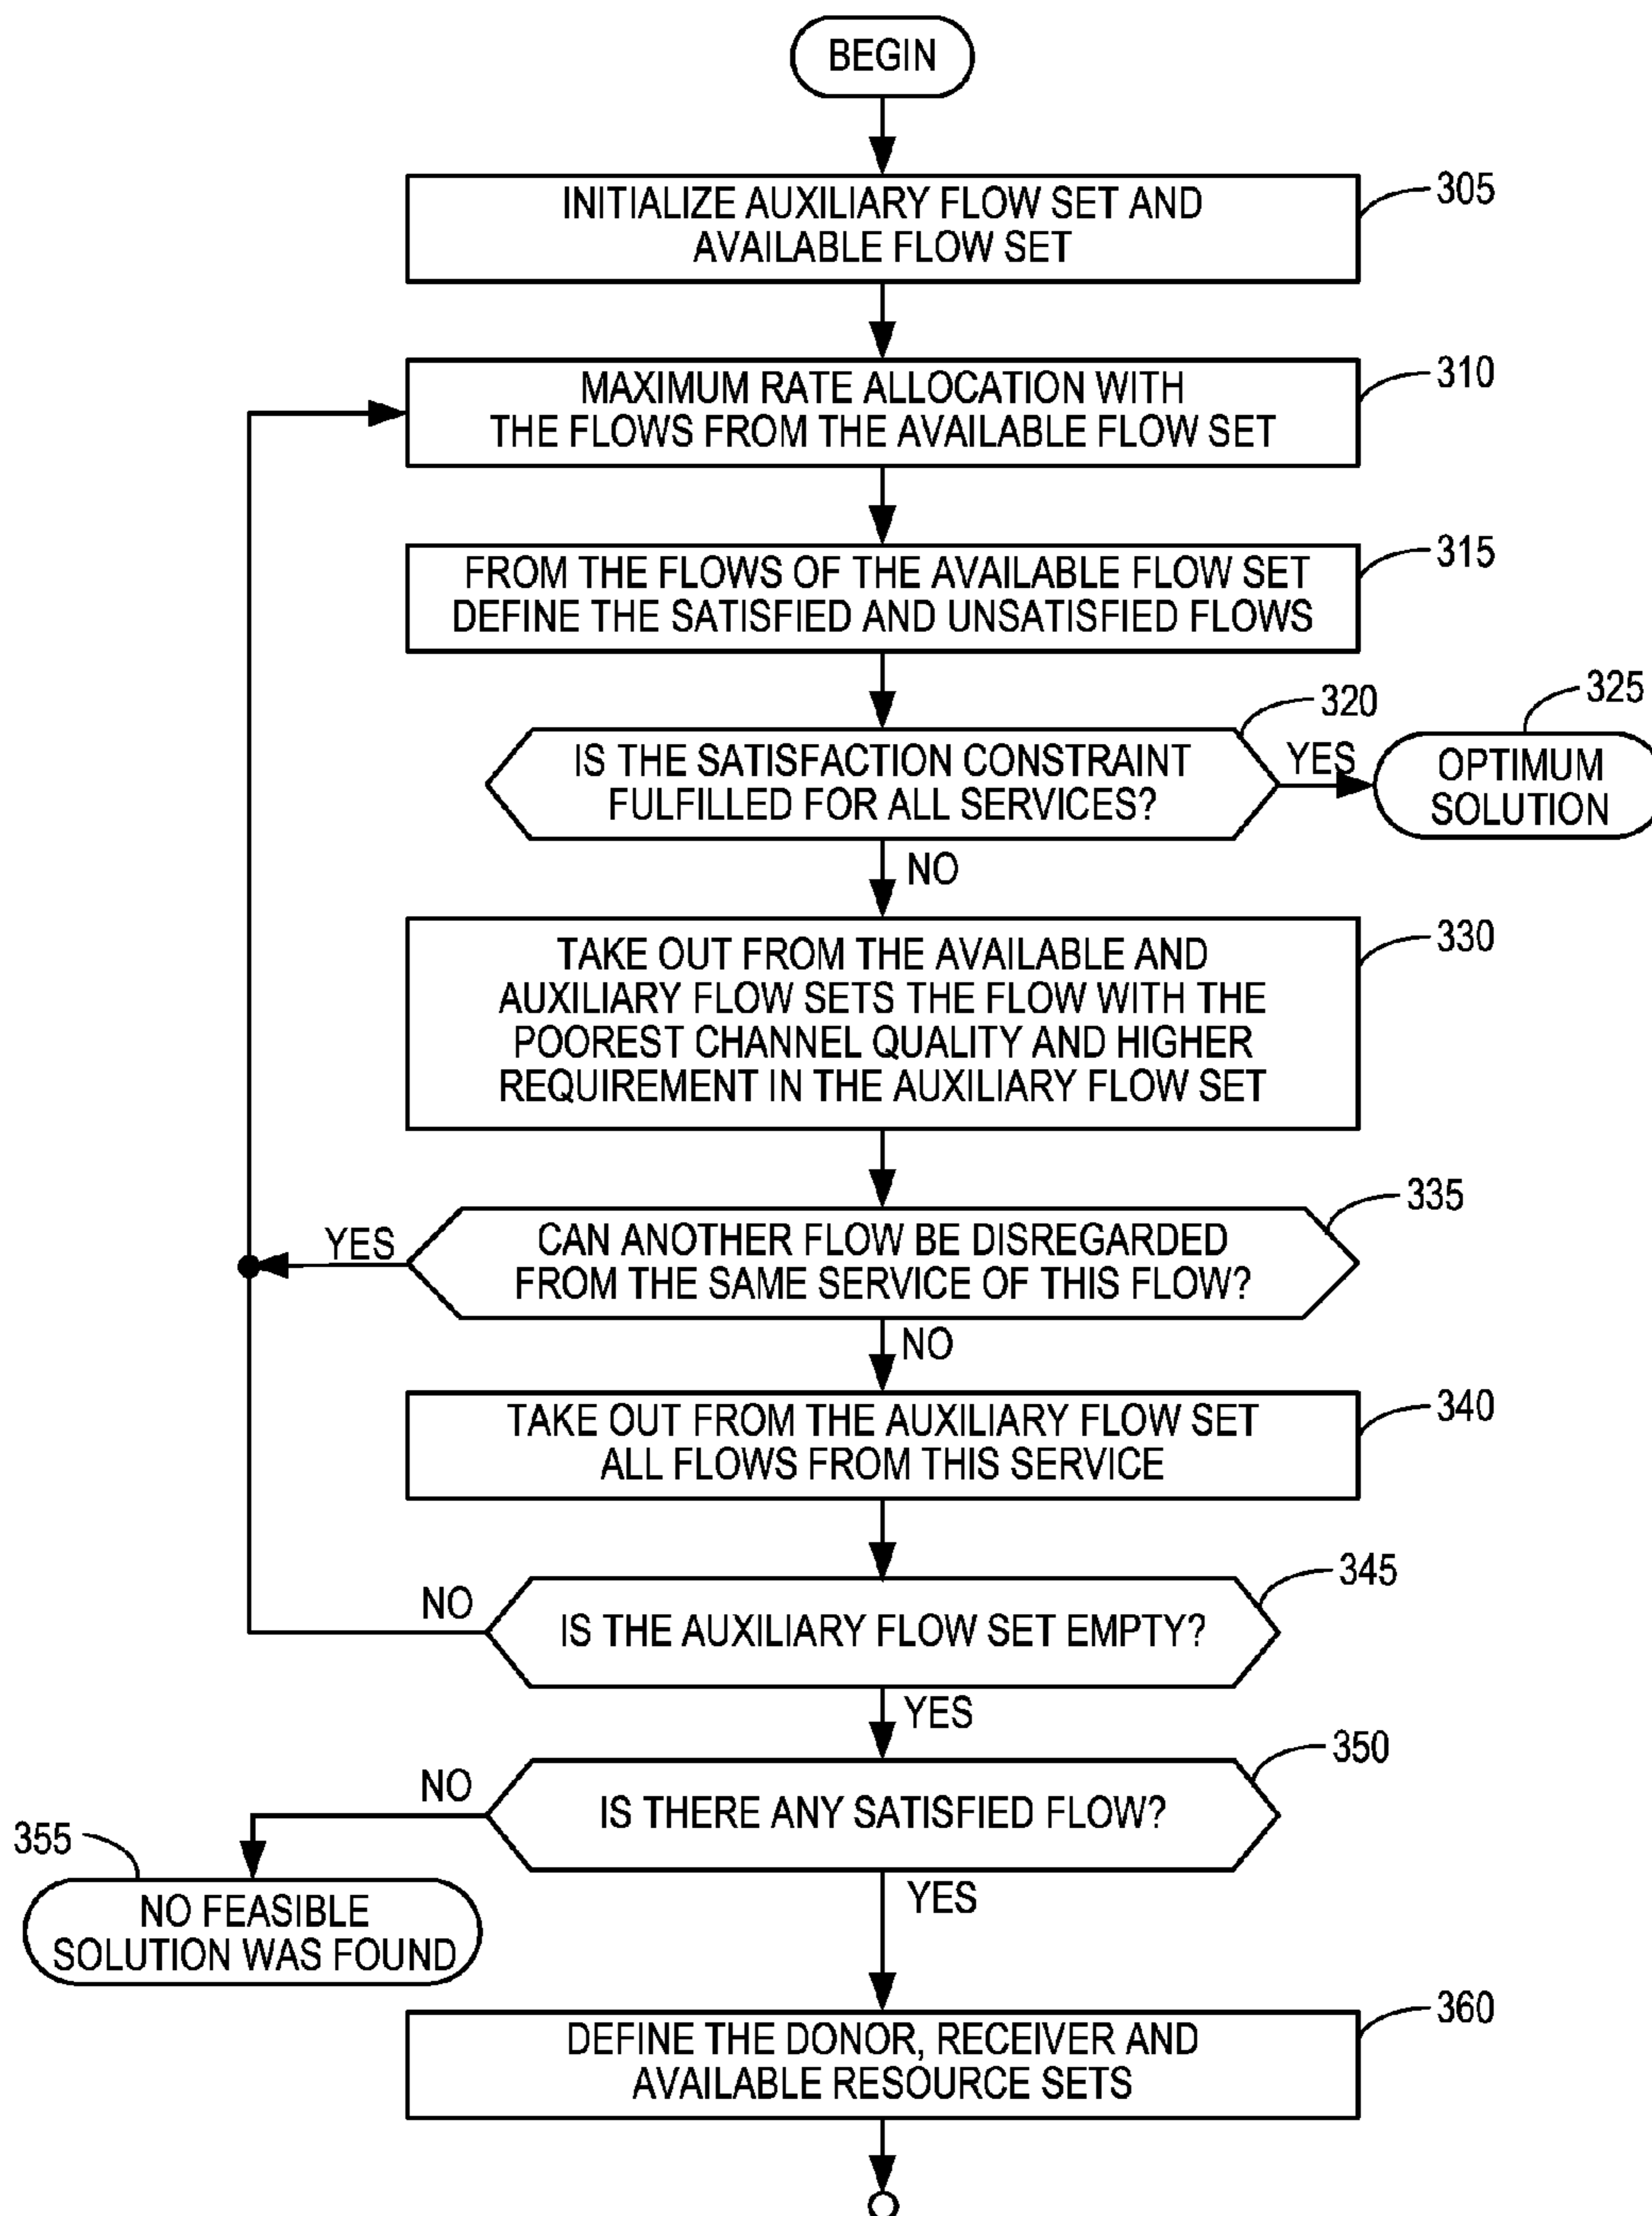 BEGIN
INITIALIZE AUXILIARY FLOW SET AND
AVAILABLE FLOW SET
305
MAXIMUM RATE ALLOCATION WITH
THE FLOWS FROM THE AVAILABLE FLOW SET
310
FROM THE FLOWS OF THE AVAILABLE FLOW SET
DEFINE THE SATISFIED AND UNSATISFIED FLOWS
315
IS THE SATISFACTION CONSTRAINT
FULFILLED FOR ALL SERVICES?
320
YES
OPTIMUM
SOLUTION
325
NO
TAKE OUT FROM THE AVAILABLE AND
AUXILIARY FLOW SETS THE FLOW WITH THE
POOREST CHANNEL QUALITY AND HIGHER
REQUIREMENT IN THE AUXILIARY FLOW SET
330
CAN ANOTHER FLOW BE DISREGARDED
FROM THE SAME SERVICE OF THIS FLOW?
335
YES
NO
TAKE OUT FROM THE AUXILIARY FLOW SET
ALL FLOWS FROM THIS SERVICE
340
IS THE AUXILIARY FLOW SET EMPTY?
345
NO
YES
IS THERE ANY SATISFIED FLOW?
350
NO
355
NO FEASIBLE
SOLUTION WAS FOUND
YES
DEFINE THE DONOR, RECEIVER AND
AVAILABLE RESOURCE SETS
360